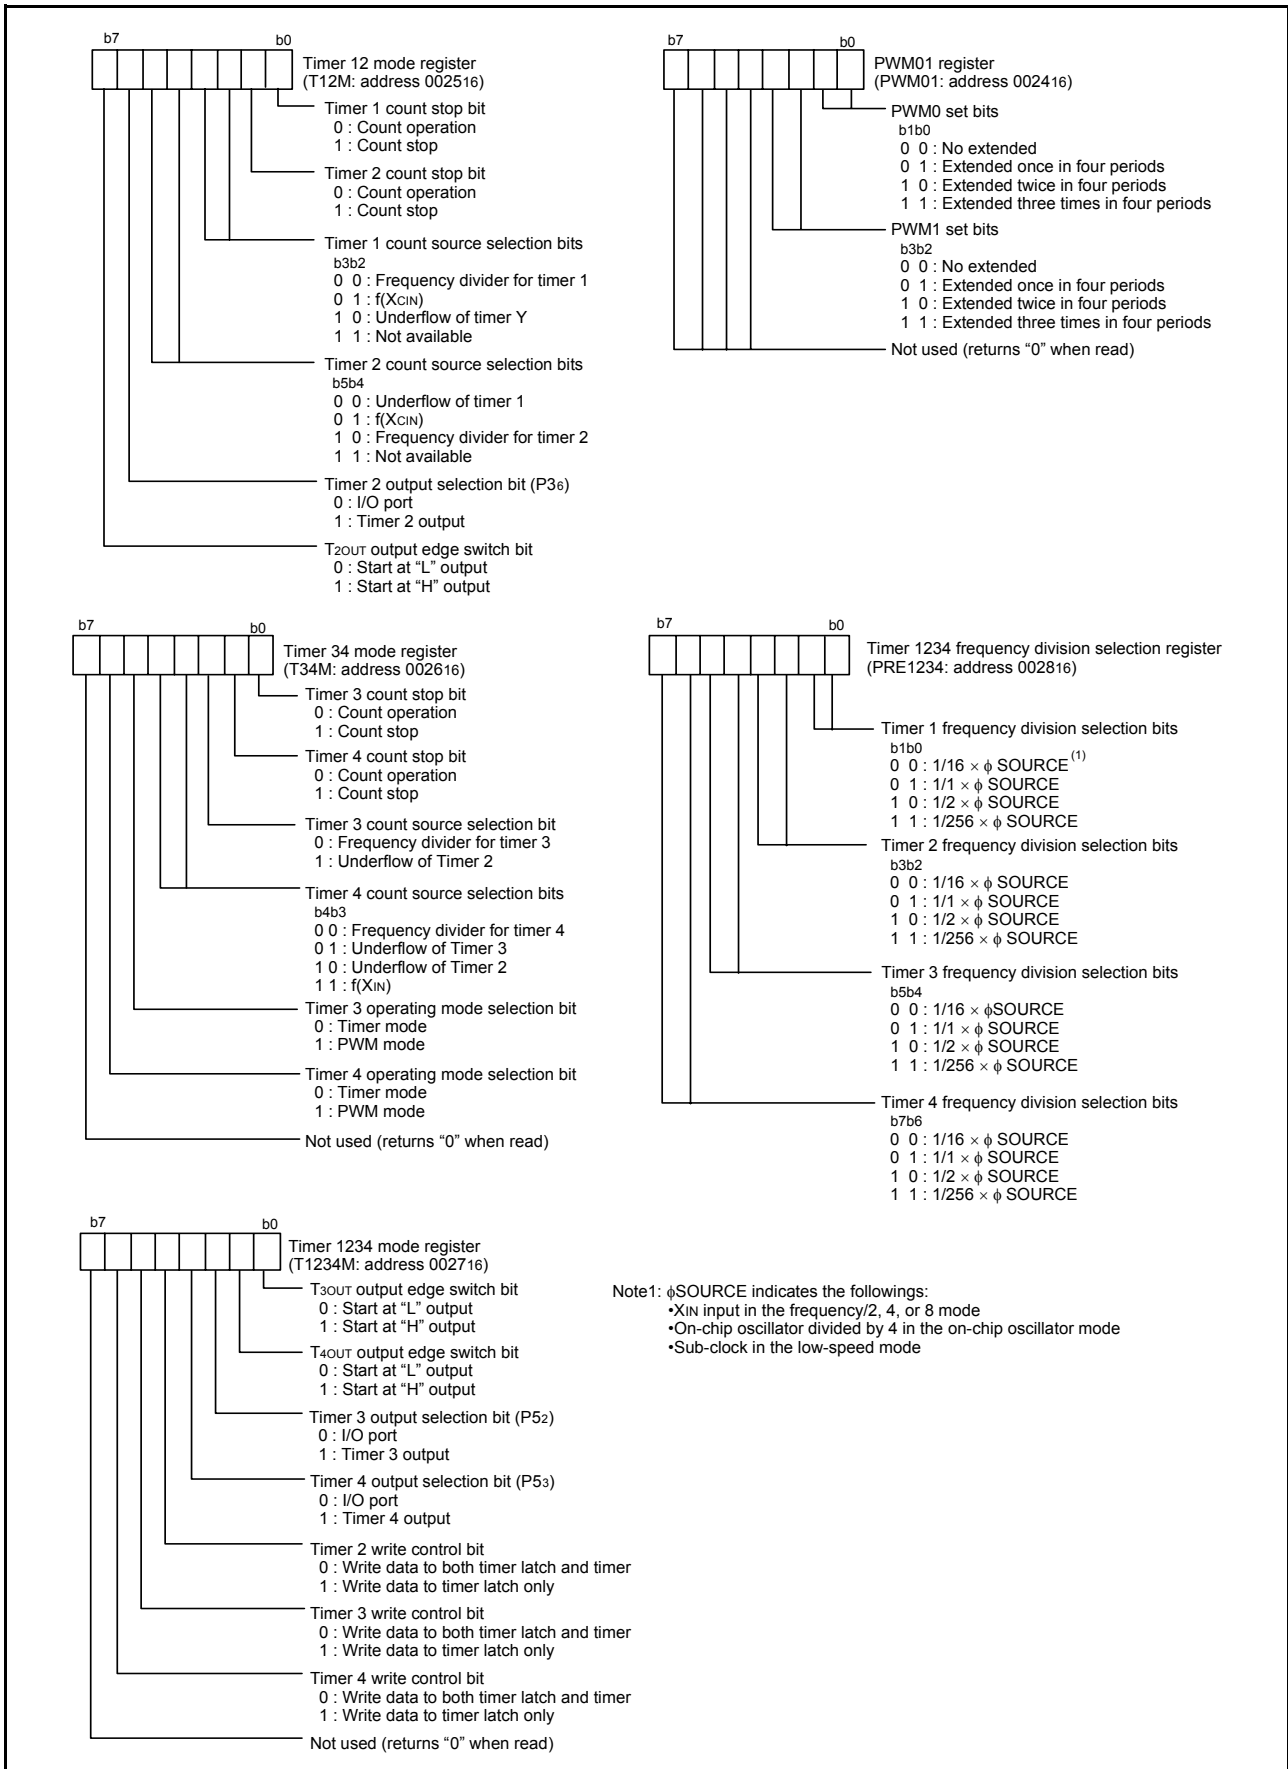 b7 b0
Timer 12 mode register
(T12M: address 002516)
Timer 1 count stop bit
0 : Count operation
1 : Count stop
Timer 2 count stop bit
0 : Count operation
1 : Count stop
Timer 1 count source selection bits
b3b2
0 0 : Frequency divider for timer 1
0 1 : f(XCIN)
1 0 : Underflow of timer Y
1 1 : Not available
Timer 2 count source selection bits
b5b4
0 0 : Underflow of timer 1
0 1 : f(XCIN)
1 0 : Frequency divider for timer 2
1 1 : Not available
Timer 2 output selection bit (P36)
0 : I/O port
1 : Timer 2 output
T2OUT output edge switch bit
0 : Start at “L” output
1 : Start at “H” output
b7 b0
PWM01 register
(PWM01: address 002416)
PWM0 set bits
b1b0
0 0 : No extended
0 1 : Extended once in four periods
1 0 : Extended twice in four periods
1 1 : Extended three times in four periods
PWM1 set bits
b3b2
0 0 : No extended
0 1 : Extended once in four periods
1 0 : Extended twice in four periods
1 1 : Extended three times in four periods
Not used (returns “0” when read)
b7 b0
Timer 34 mode register
(T34M: address 002616)
Timer 3 count stop bit
0 : Count operation
1 : Count stop
Timer 4 count stop bit
0 : Count operation
1 : Count stop
Timer 3 count source selection bit
0 : Frequency divider for timer 3
1 : Underflow of Timer 2
Timer 4 count source selection bits
b4b3
0 0 : Frequency divider for timer 4
0 1 : Underflow of Timer 3
1 0 : Underflow of Timer 2
1 1 : f(XIN)
Timer 3 operating mode selection bit
0 : Timer mode
1 : PWM mode
Timer 4 operating mode selection bit
0 : Timer mode
1 : PWM mode
Not used (returns “0” when read)
b7 b0
Timer 1234 frequency division selection register
(PRE1234: address 002816)
Timer 1 frequency division selection bits
b1b0
0 0 : 1/16 × ϕ SOURCE (1)
0 1 : 1/1 × ϕ SOURCE
1 0 : 1/2 × ϕ SOURCE
1 1 : 1/256 × ϕ SOURCE
Timer 2 frequency division selection bits
b3b2
0 0 : 1/16 × ϕ SOURCE
0 1 : 1/1 × ϕ SOURCE
1 0 : 1/2 × ϕ SOURCE
1 1 : 1/256 × ϕ SOURCE
Timer 3 frequency division selection bits
b5b4
0 0 : 1/16 × ϕSOURCE
0 1 : 1/1 × ϕ SOURCE
1 0 : 1/2 × ϕ SOURCE
1 1 : 1/256 × ϕ SOURCE
Timer 4 frequency division selection bits
b7b6
0 0 : 1/16 × ϕ SOURCE
0 1 : 1/1 × ϕ SOURCE
1 0 : 1/2 × ϕ SOURCE
1 1 : 1/256 × ϕ SOURCE
b7 b0
Timer 1234 mode register
(T1234M: address 002716)
T3OUT output edge switch bit
0 : Start at “L” output
1 : Start at “H” output
T4OUT output edge switch bit
0 : Start at “L” output
1 : Start at “H” output
Timer 3 output selection bit (P52)
0 : I/O port
1 : Timer 3 output
Timer 4 output selection bit (P53)
0 : I/O port
1 : Timer 4 output
Timer 2 write control bit
0 : Write data to both timer latch and timer
1 : Write data to timer latch only
Timer 3 write control bit
0 : Write data to both timer latch and timer
1 : Write data to timer latch only
Timer 4 write control bit
0 : Write data to both timer latch and timer
1 : Write data to timer latch only
Not used (returns “0” when read)
Note1: ϕSOURCE indicates the followings:
•XIN input in the frequency/2, 4, or 8 mode
•On-chip oscillator divided by 4 in the on-chip oscillator mode
•Sub-clock in the low-speed mode